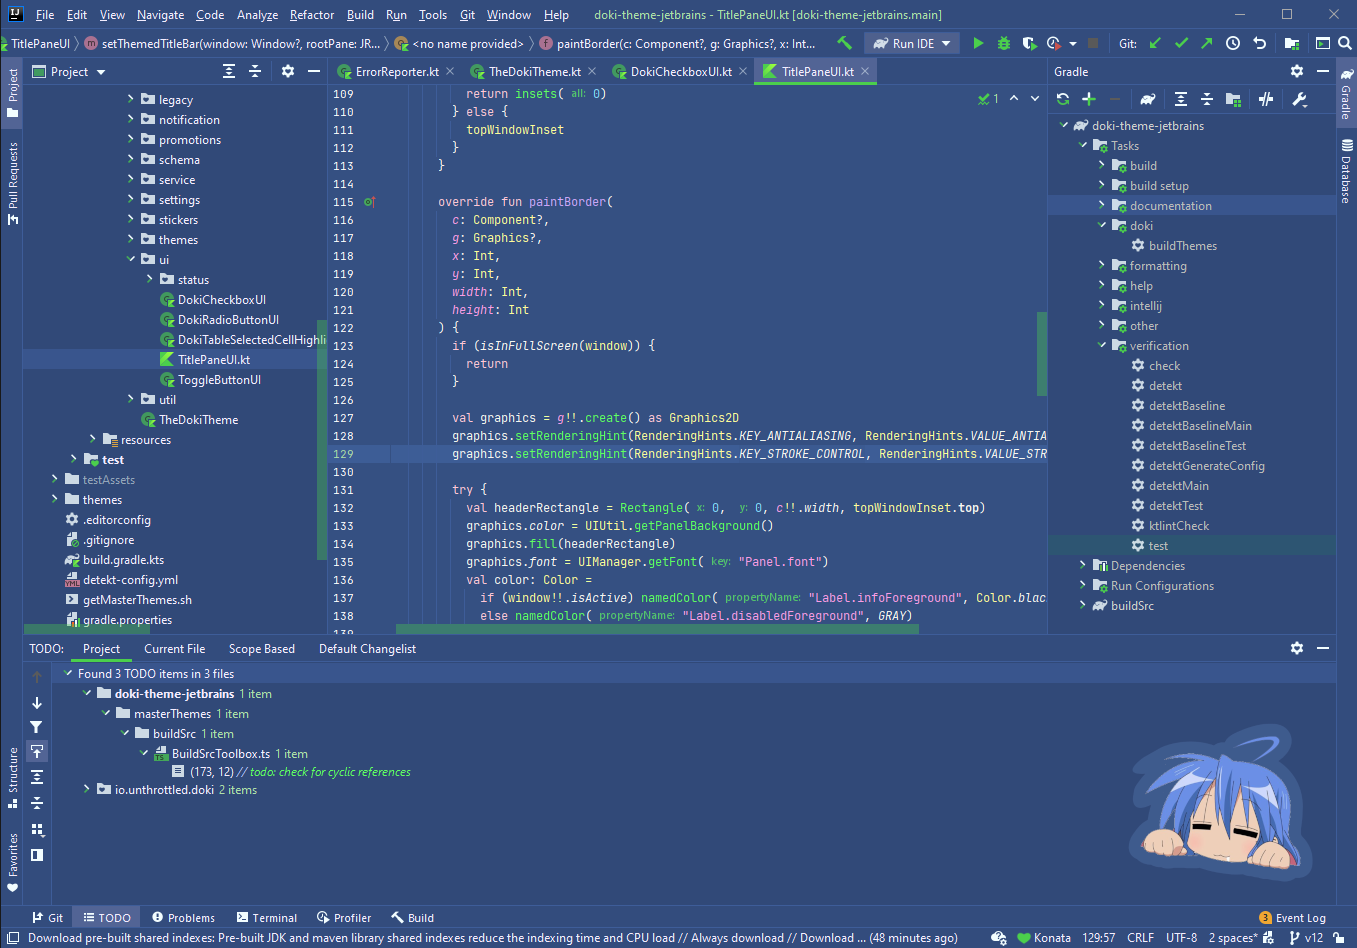 File Edit View Navigate Code Analyze Refactor Build Run Tools Git Window Help doki-theme-jetbrains - TitlePaneUI.kt [doki-theme-jetbrains.main]
TitlePaneUI setThemedTitleBar(window: Window?, rootPane: JR... <no name provided> paintBorder(c: Component?, g: Graphics?, x: Int... Run IDE Git:
Project
ErrorReporter.kt TheDokiTheme.kt DokiCheckboxUI.kt TitlePaneUI.kt
Gradle
Project
Pull Requests
Structure
Favorites
legacy
notification
promotions
schema
service
settings
stickers
themes
ui
status
DokiCheckboxUI
DokiRadioButtonUI
DokiTableSelectedCellHighli
TitlePaneUI.kt
ToggleButtonUI
util
TheDokiTheme
resources
test
testAssets
themes
.editorconfig
.gitignore
build.gradle.kts
detekt-config.yml
getMasterThemes.sh
gradle.properties
1
109 return insets( all: 0)
110 } else {
111 topWindowInset
112 }
113 }
114
115 override fun paintBorder(
116 c: Component?,
117 g: Graphics?,
118 x: Int,
119 y: Int,
120 width: Int,
121 height: Int
122 ) {
123 if (isInFullScreen(window)) {
124 return
125 }
126
127 val graphics = g!!.create() as Graphics2D
128 graphics.setRenderingHint(RenderingHints.KEY_ANTIALIASING, RenderingHints.VALUE_ANTIA
129 graphics.setRenderingHint(RenderingHints.KEY_STROKE_CONTROL, RenderingHints.VALUE_STR
130
131 try {
132 val headerRectangle = Rectangle( x: 0, y: 0, c!!.width, topWindowInset.top)
133 graphics.color = UIUtil.getPanelBackground()
134 graphics.fill(headerRectangle)
135 graphics.font = UIManager.getFont( key: "Panel.font")
136 val color: Color =
137 if (window!!.isActive) namedColor( propertyName: "Label.infoForeground", Color.blac
138 else namedColor( propertyName: "Label.disabledForeground", GRAY)
139
doki-theme-jetbrains
Tasks
build
build setup
documentation
doki
buildThemes
formatting
help
intellij
other
verification
check
detekt
detektBaseline
detektBaselineMain
detektBaselineTest
detektGenerateConfig
detektMain
detektTest
ktlintCheck
test
Dependencies
Run Configurations
buildSrc
Gradle
Database
TODO: Project Current File Scope Based Default Changelist
Found 3 TODO items in 3 files
doki-theme-jetbrains 1 item
masterThemes 1 item
buildSrc 1 item
BuildSrcToolbox.ts 1 item
(173, 12) // todo: check for cyclic references
io.unthrottled.doki 2 items
Git TODO Problems Terminal Profiler Build 3 Event Log
Download pre-built shared indexes: Pre-built JDK and maven library shared indexes reduce the indexing time and CPU load // Always download // Download ... (48 minutes ago) Konata 129:57 CRLF UTF-8 2 spaces* v12